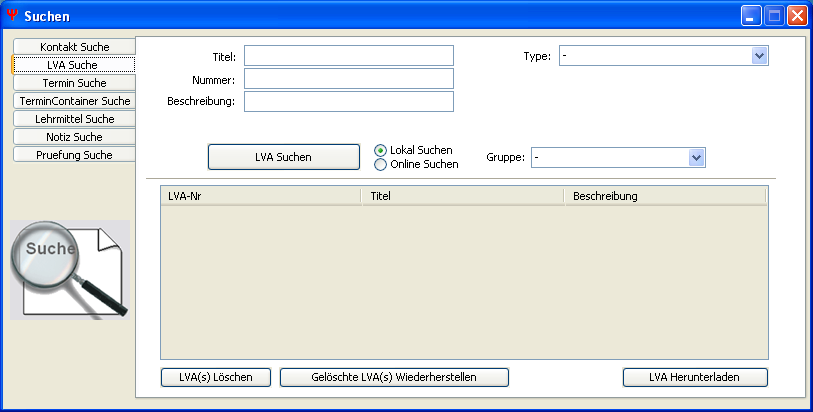 Suchen
Kontakt Suche
LVA Suche
Termin Suche
TerminContainer Suche
Lehrmittel Suche
Notiz Suche
Pruefung Suche
Suche
Titel:
Type: -
Nummer:
Beschreibung:
LVA Suchen
Lokal Suchen
Online Suchen
Gruppe: -
LVA-Nr Titel Beschreibung
LVA(s) Löschen Gelöschte LVA(s) Wiederherstellen LVA Herunterladen